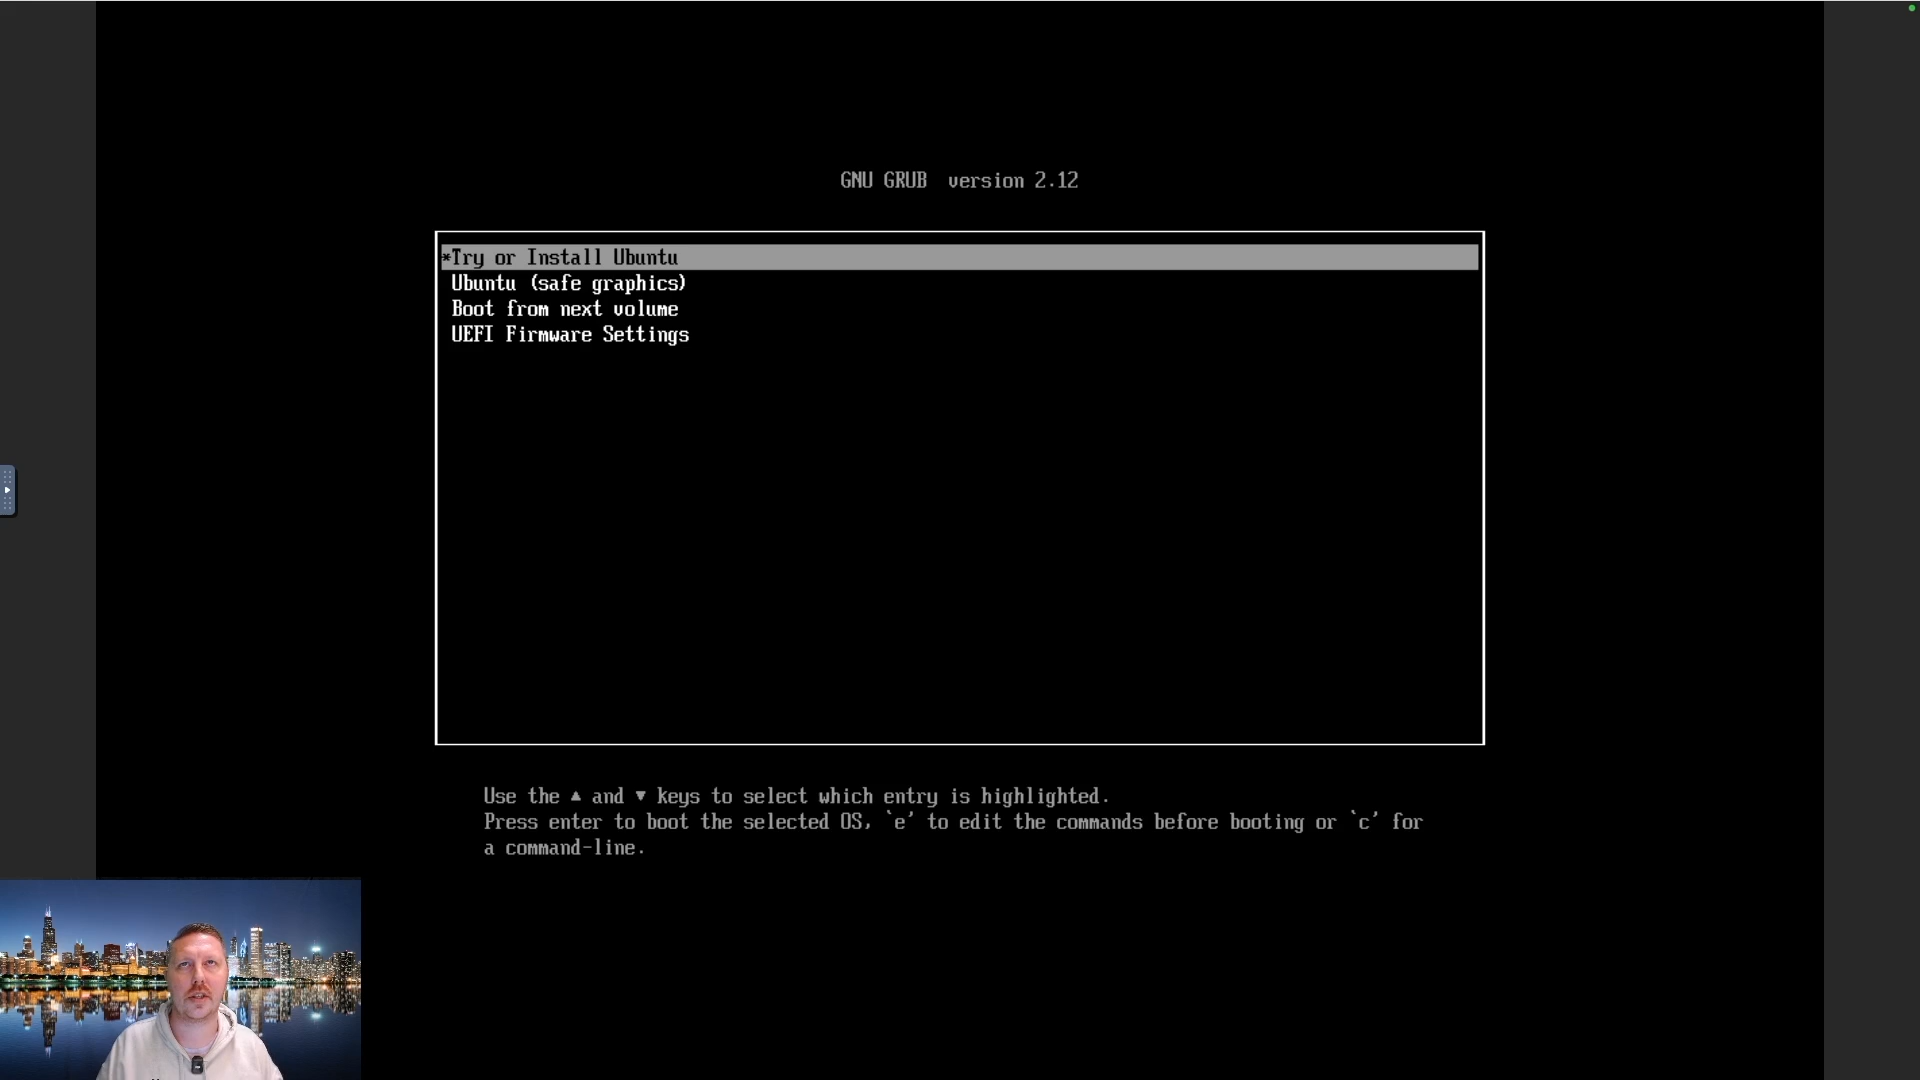 GNU GRUB  version 2.12
*Try or Install Ubuntu
Ubuntu (safe graphics)
Boot from next volume
UEFI Firmware Settings
Use the ▲ and ▼ keys to select which entry is highlighted.
Press enter to boot the selected OS, `e' to edit the commands before booting or `c' for
a command-line.